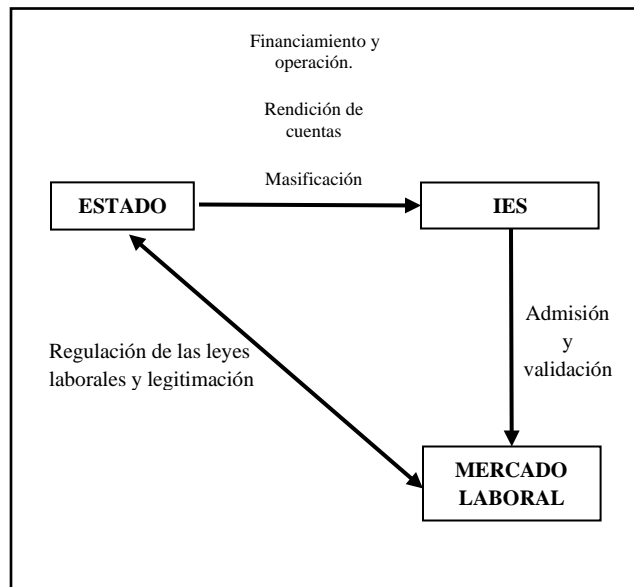 Financiamiento y
operación.
Rendición de
cuentas
Masificación
ESTADO
IES
Admisión
y
validación
Regulación de las leyes
laborales y legitimación
MERCADO
LABORAL